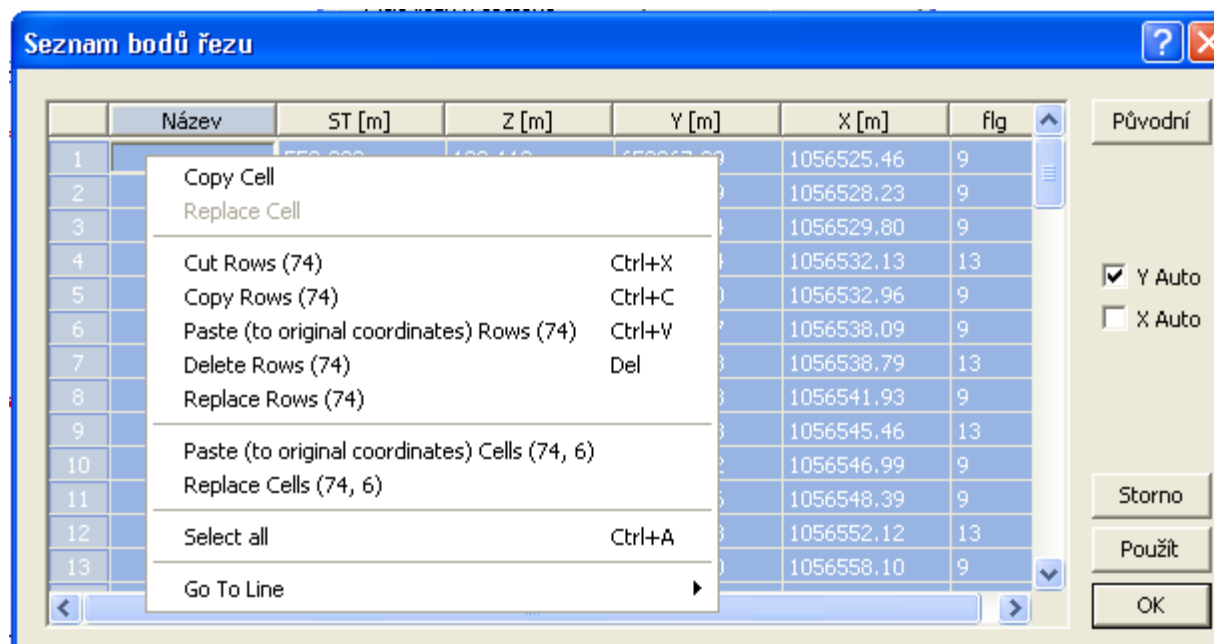 Seznam bodů řezu
Název ST [m] Z [m] Y [m] X [m] flg
Původní
1 1056525.46 9
2 1056528.23 9
3 1056529.80 9
4 1056532.13 13
5 1056532.96 9
6 1056538.09 9
7 1056538.79 13
8 1056541.93 9
9 1056545.46 13
10 1056546.99 9
11 1056548.39 9
12 1056552.12 13
13 1056558.10 9
Copy Cell
Replace Cell
Cut Rows (74) Ctrl+X
Copy Rows (74) Ctrl+C
Paste (to original coordinates) Rows (74) Ctrl+V
Delete Rows (74) Del
Replace Rows (74)
Paste (to original coordinates) Cells (74, 6)
Replace Cells (74, 6)
Select all Ctrl+A
Go To Line
Y Auto
X Auto
Storno
Použít
OK